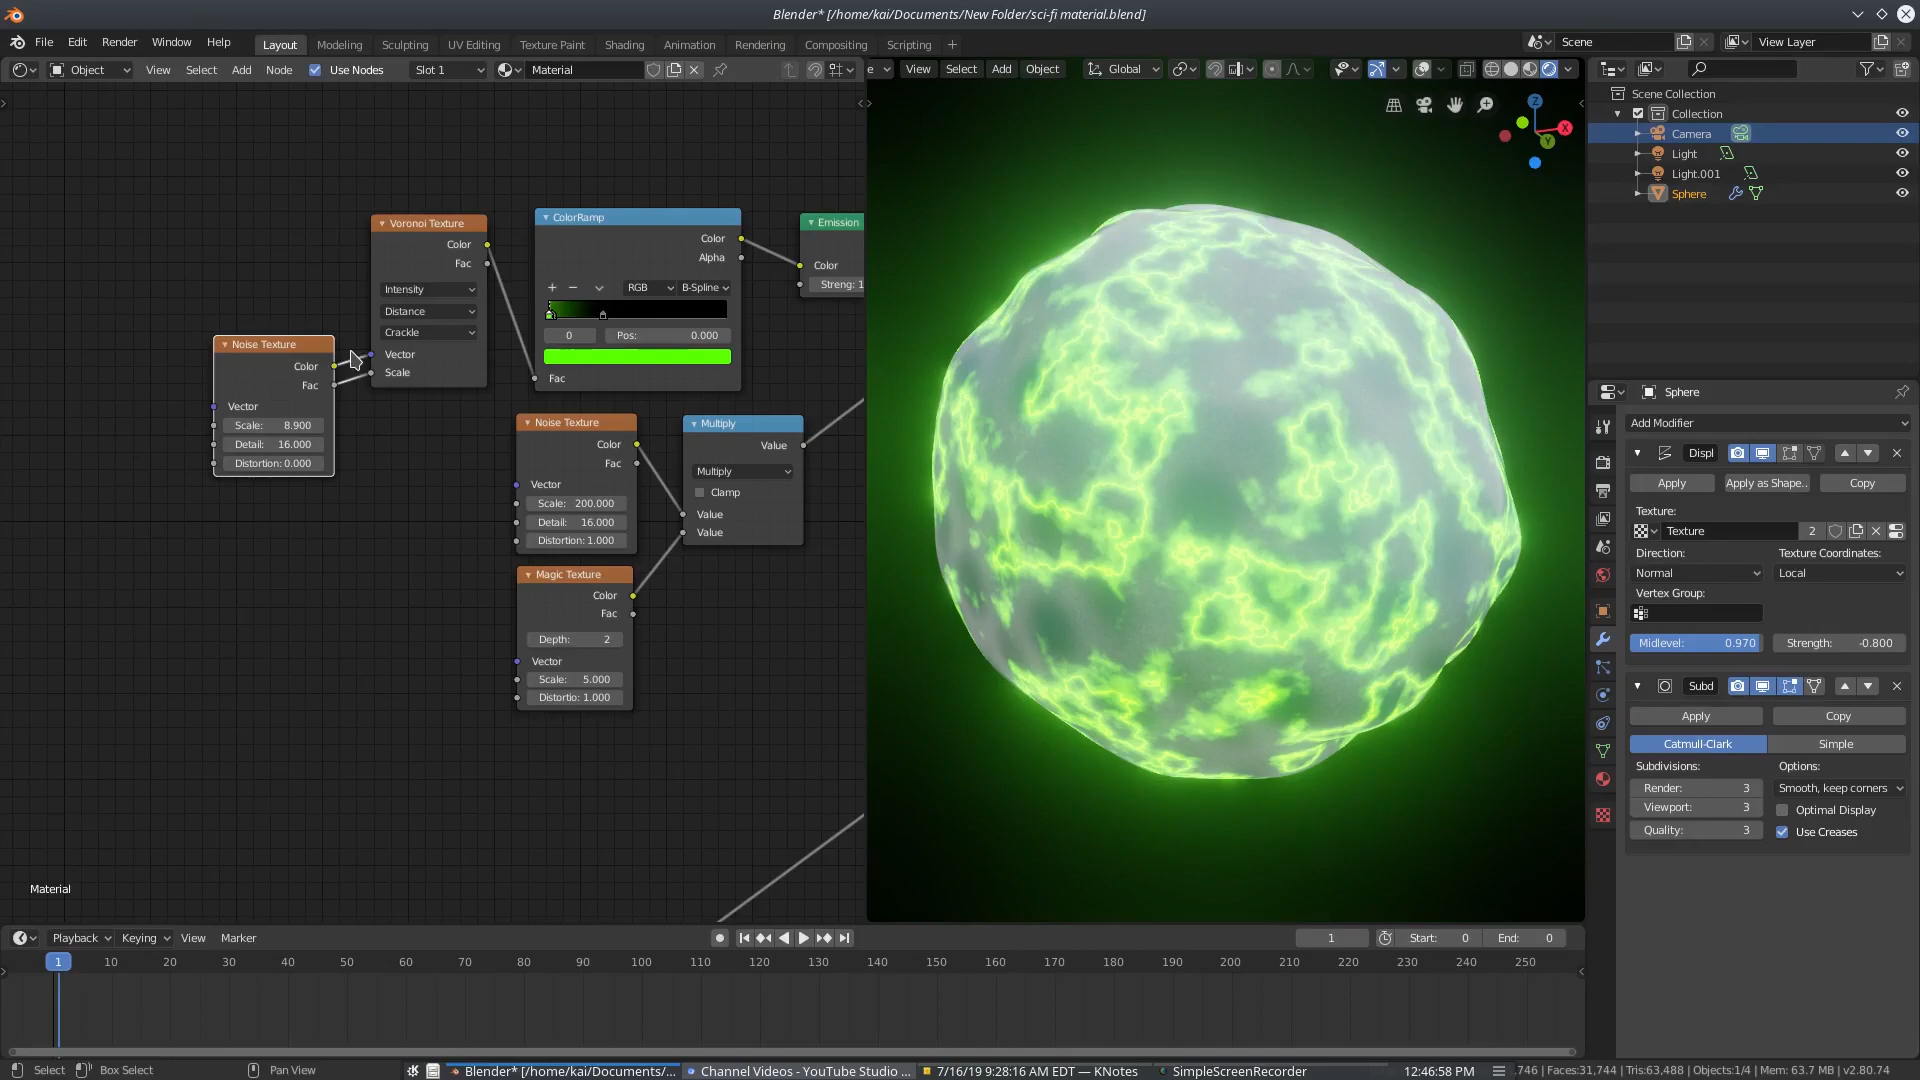 Blender* [/home/kai/Documents/New Folder/sci-fi material.blend]
File Edit Render Window Help
Layout Modeling Sculpting UV Editing Texture Paint Shading Animation Rendering Compositing Scripting +
Scene
View Layer
Object View Select Add Node Use Nodes Slot 1 Material
e View Select Add Object Global
Scene Collection
Collection
Camera
Light
Light.001
Sphere
Z
X
Y
Voronoi Texture
Color
Fac
Intensity
Distance
Crackle
Vector
Scale
ColorRamp
Color
Alpha
+ − RGB B-Spline
0 Pos: 0.000
Fac
Emission
Color
Streng: 1
Noise Texture
Color
Fac
Vector
Scale: 8.900
Detail: 16.000
Distortion: 0.000
Noise Texture
Color
Fac
Vector
Scale: 200.000
Detail: 16.000
Distortion: 1.000
Multiply
Value
Multiply
Clamp
Value
Value
Magic Texture
Color
Fac
Depth: 2
Vector
Scale: 5.000
Distortio: 1.000
Material
Sphere
Add Modifier
Displ
Apply Apply as Shape.. Copy
Texture:
Texture 2
Direction: Texture Coordinates:
Normal Local
Vertex Group:
Midlevel: 0.970 Strength: -0.800
Subd
Apply Copy
Catmull-Clark Simple
Subdivisions: Options:
Render: 3 Smooth, keep corners
Viewport: 3 Optimal Display
Quality: 3 Use Creases
Playback Keying View Marker
1 Start: 0 End: 0
1 10 20 30 40 50 60 70 80 90 100 110 120 130 140 150 160 170 180 190 200 210 220 230 240 250
Select Box Select Pan View
Blender* [/home/kai/Documents/... Channel Videos - YouTube Studio ... 7/16/19 9:28:16 AM EDT — KNotes SimpleScreenRecorder 12:46:58 PM
,746 | Faces:31,744 | Tris:63,488 | Objects:1/4 | Mem: 63.7 MB | v2.80.74